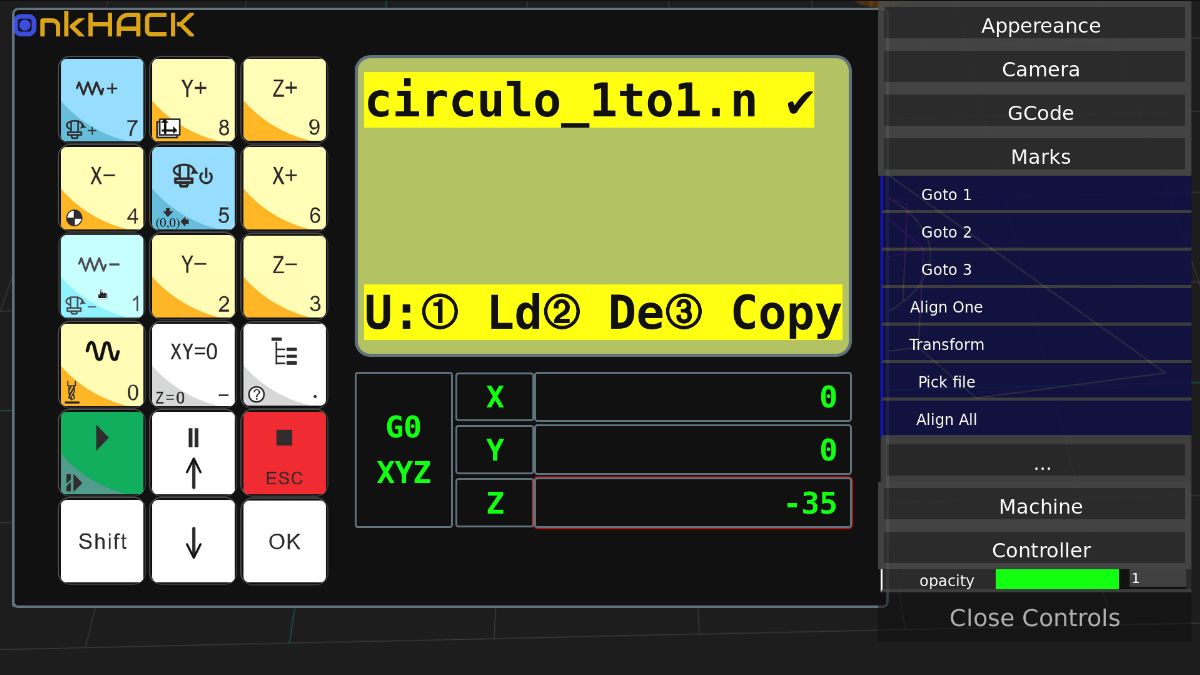 OnkHACK
+
+ 7
Y+
8
Z+
9
X−
4
(0,0)
5
X+
6
−
− 1
Y−
2
Z−
3
0
XY=0
Z=0 −
? .
ESC
Shift
OK
circulo_1to1.n ✔
U:① Ld② De③ Copy
G0
XYZ
X 0
Y 0
Z -35
Appereance
Camera
GCode
Marks
Goto 1
Goto 2
Goto 3
Align One
Transform
Pick file
Align All
...
Machine
Controller
opacity 1
Close Controls